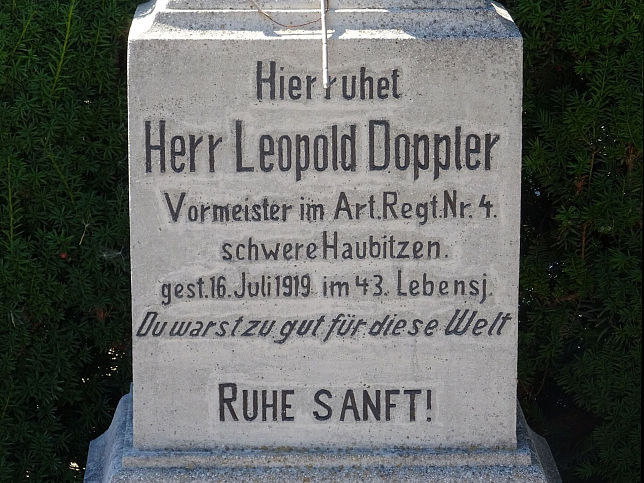 Hier ruhet
Herr Leopold Doppler
Vormeister im Art.Regt.Nr. 4.
schwere Haubitzen.
gest. 16. Juli 1919 im 43. Lebensj.
Du warst zu gut für diese Welt
RUHE SANFT!